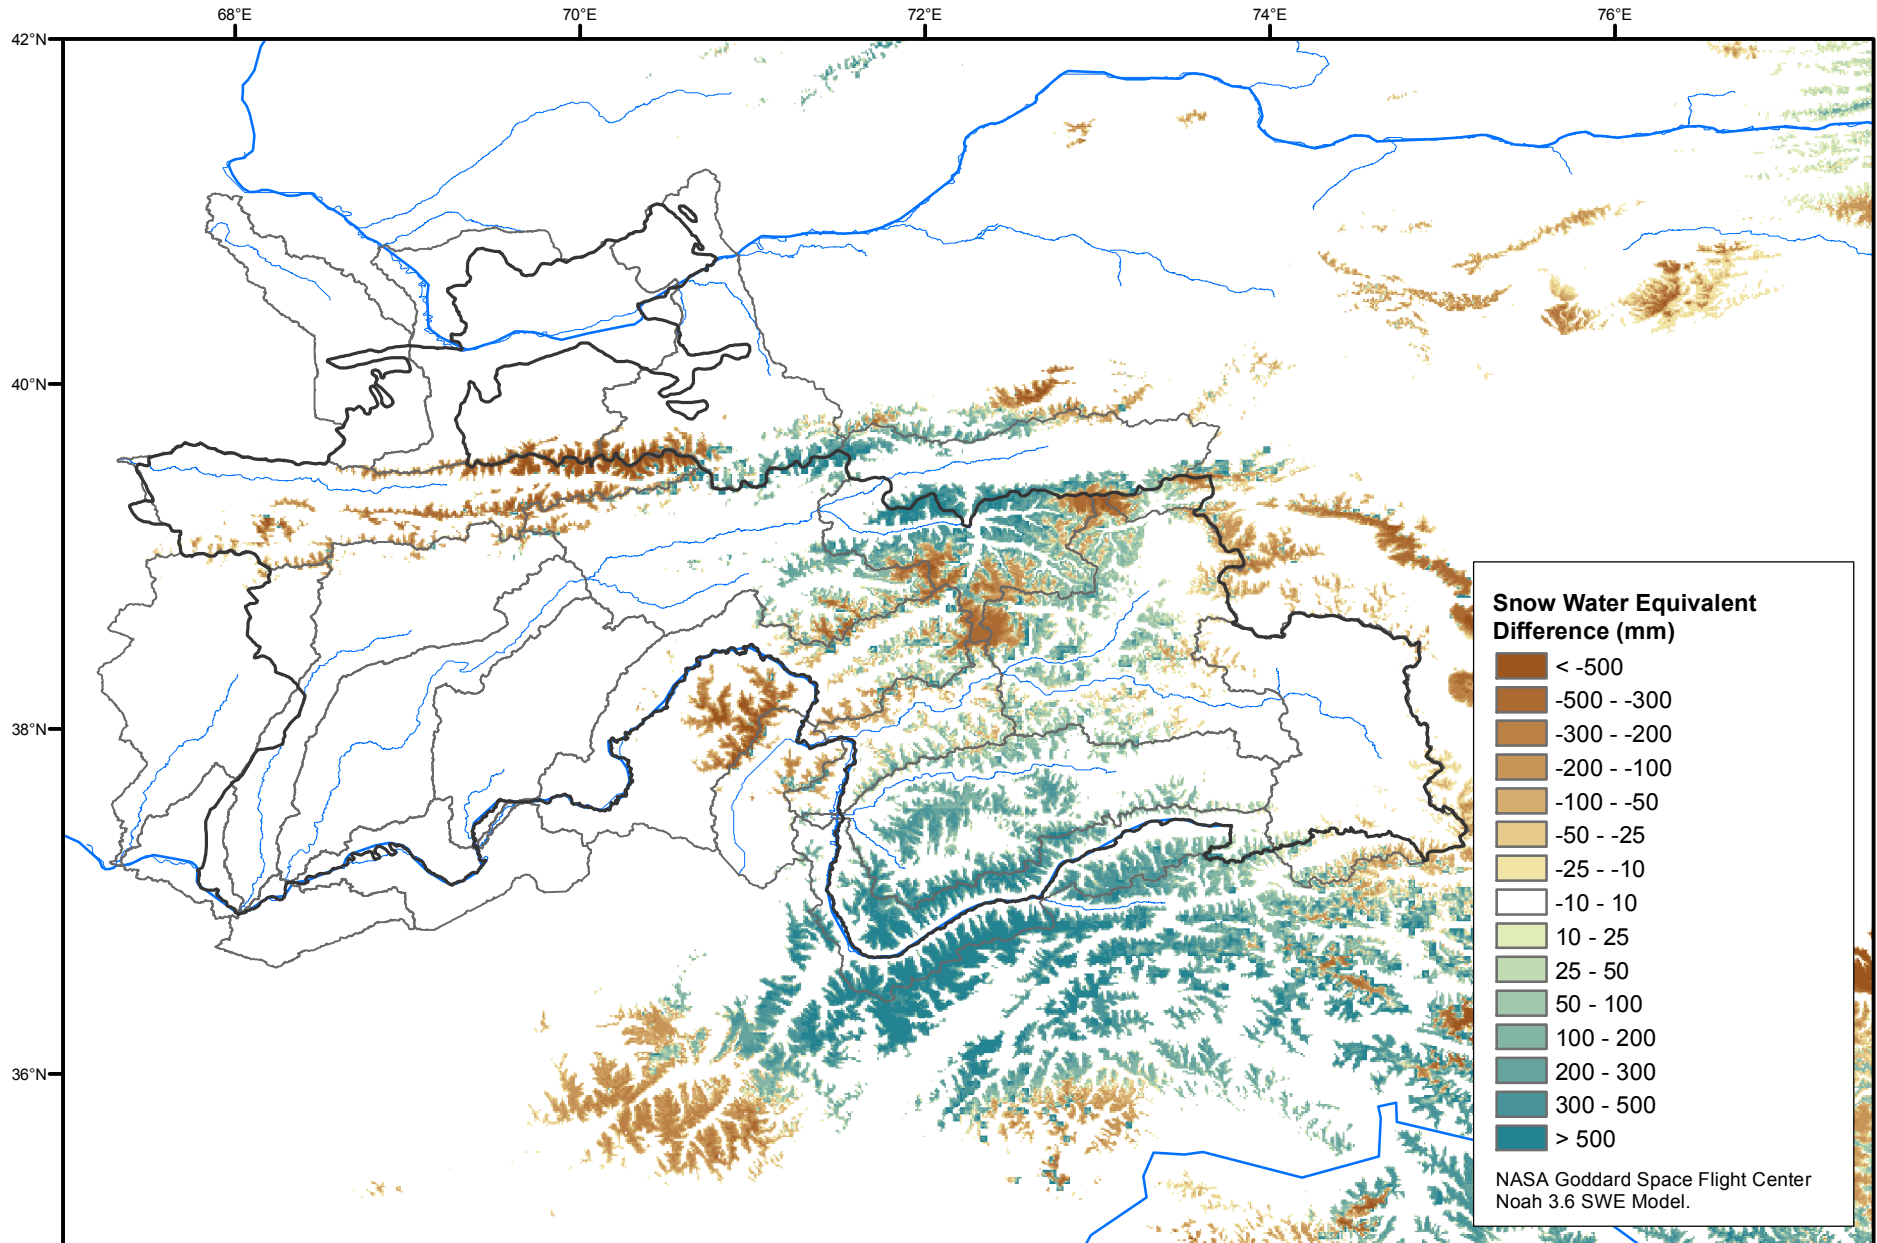 68°E
70°E
72°E
74°E
76°E
42°N
40°N
38°N
36°N
Snow Water Equivalent
Difference (mm)
< -500
-500 - -300
-300 - -200
-200 - -100
-100 - -50
-50 - -25
-25 - -10
-10 - 10
10 - 25
25 - 50
50 - 100
100 - 200
200 - 300
300 - 500
> 500
NASA Goddard Space Flight Center
Noah 3.6 SWE Model.